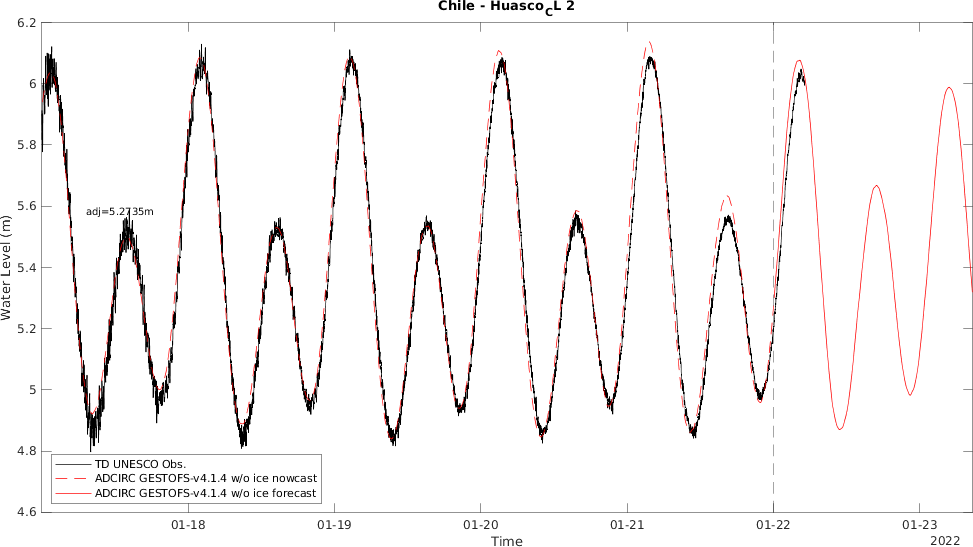 Chile - Huasco_CL 2
6.2
6
5.8
5.6
5.4
5.2
5
4.8
4.6
Water Level (m)
adj=5.2735m
TD UNESCO Obs.
ADCIRC GESTOFS-v4.1.4 w/o ice nowcast
ADCIRC GESTOFS-v4.1.4 w/o ice forecast
01-18
01-19
01-20
01-21
01-22
01-23
Time
2022